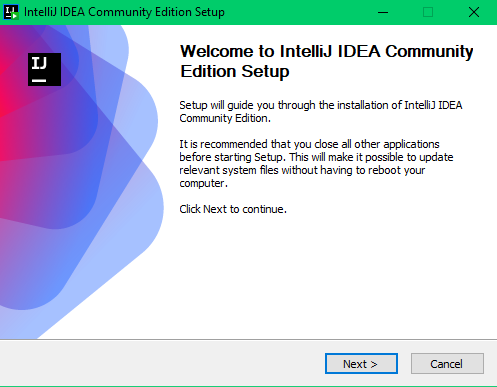 IJ IntelliJ IDEA Community Edition Setup
IJ
Welcome to IntelliJ IDEA Community
Edition Setup
Setup will guide you through the installation of IntelliJ IDEA
Community Edition.
It is recommended that you close all other applications
before starting Setup. This will make it possible to update
relevant system files without having to reboot your
computer.
Click Next to continue.
Next >
Cancel